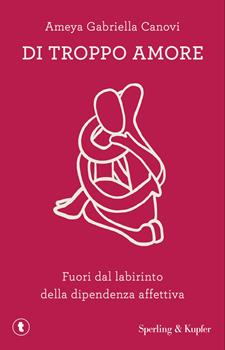 Ameya Gabriella Canovi
DI TROPPO AMORE
Fuori dal labirinto
della dipendenza affettiva
Sperling & Kupfer